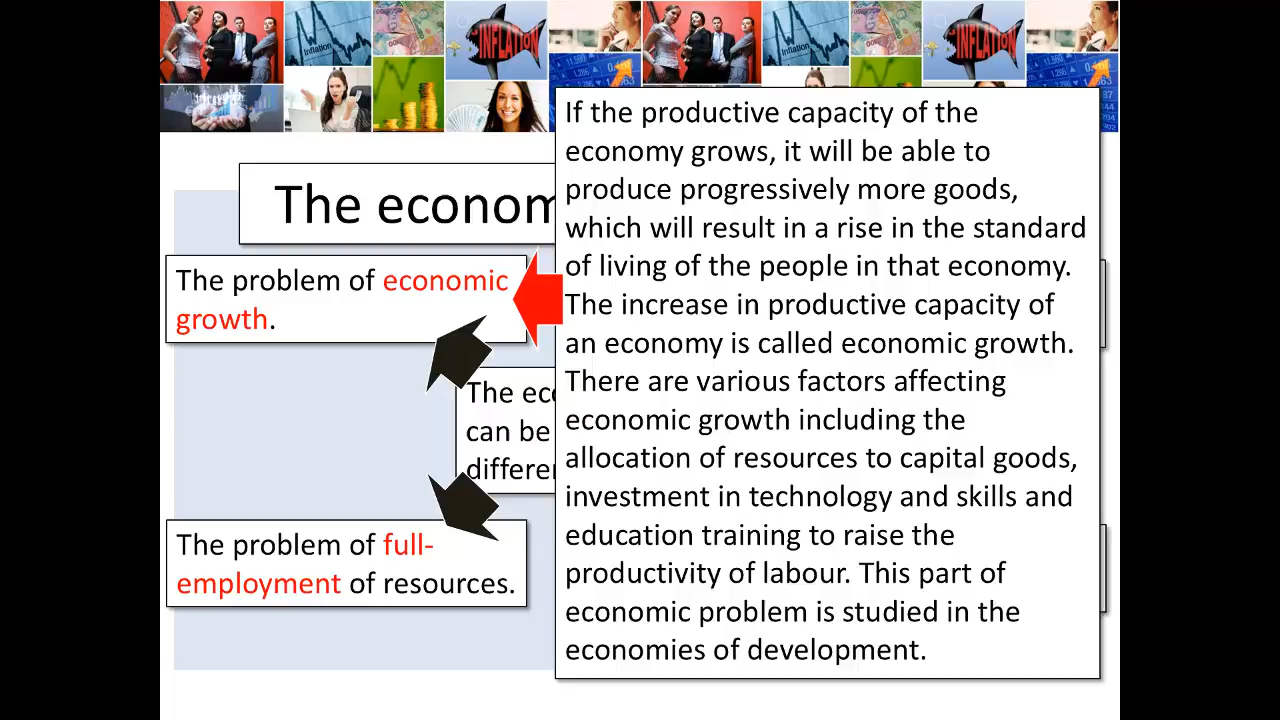 Inflation
INFLATION
Inflation
INFLATION
The econom
The problem of economic
growth.
The eco
can be
differen
The problem of full-
employment of resources.
If the productive capacity of the
economy grows, it will be able to
produce progressively more goods,
which will result in a rise in the standard
of living of the people in that economy.
The increase in productive capacity of
an economy is called economic growth.
There are various factors affecting
economic growth including the
allocation of resources to capital goods,
investment in technology and skills and
education training to raise the
productivity of labour. This part of
economic problem is studied in the
economies of development.